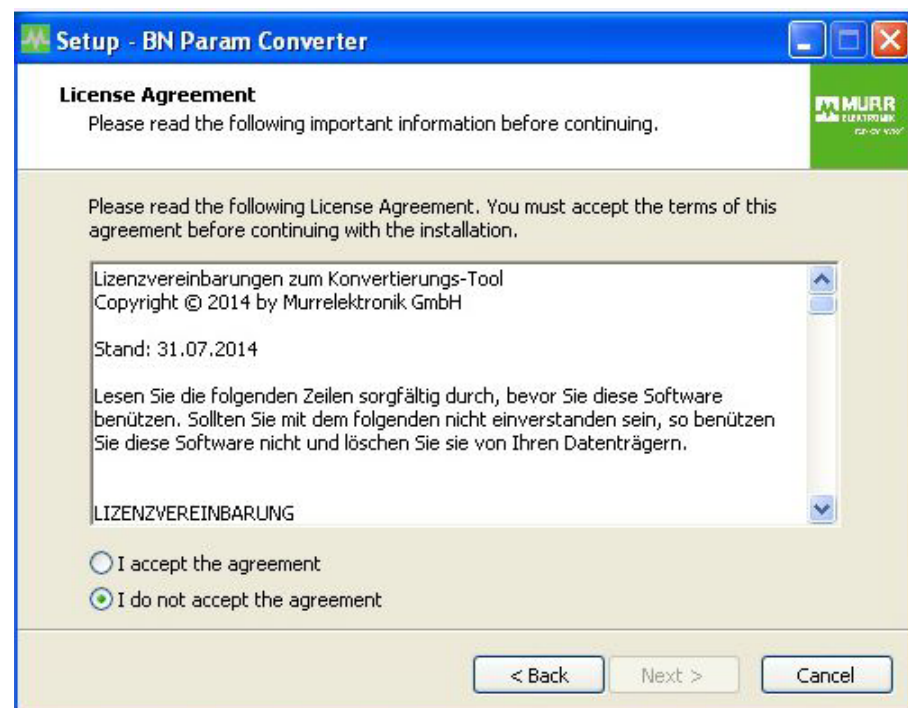 Setup - BN Param Converter
License Agreement
Please read the following important information before continuing.
MURR
ELEKTRONIK
Please read the following License Agreement. You must accept the terms of this
agreement before continuing with the installation.
Lizenzvereinbarungen zum Konvertierungs-Tool
Copyright © 2014 by Murrelektronik GmbH
Stand: 31.07.2014
Lesen Sie die folgenden Zeilen sorgfältig durch, bevor Sie diese Software
benützen. Sollten Sie mit dem folgenden nicht einverstanden sein, so benützen
Sie diese Software nicht und löschen Sie sie von Ihren Datenträgern.
LIZENZVEREINBARUNG
I accept the agreement
I do not accept the agreement
< Back
Next >
Cancel